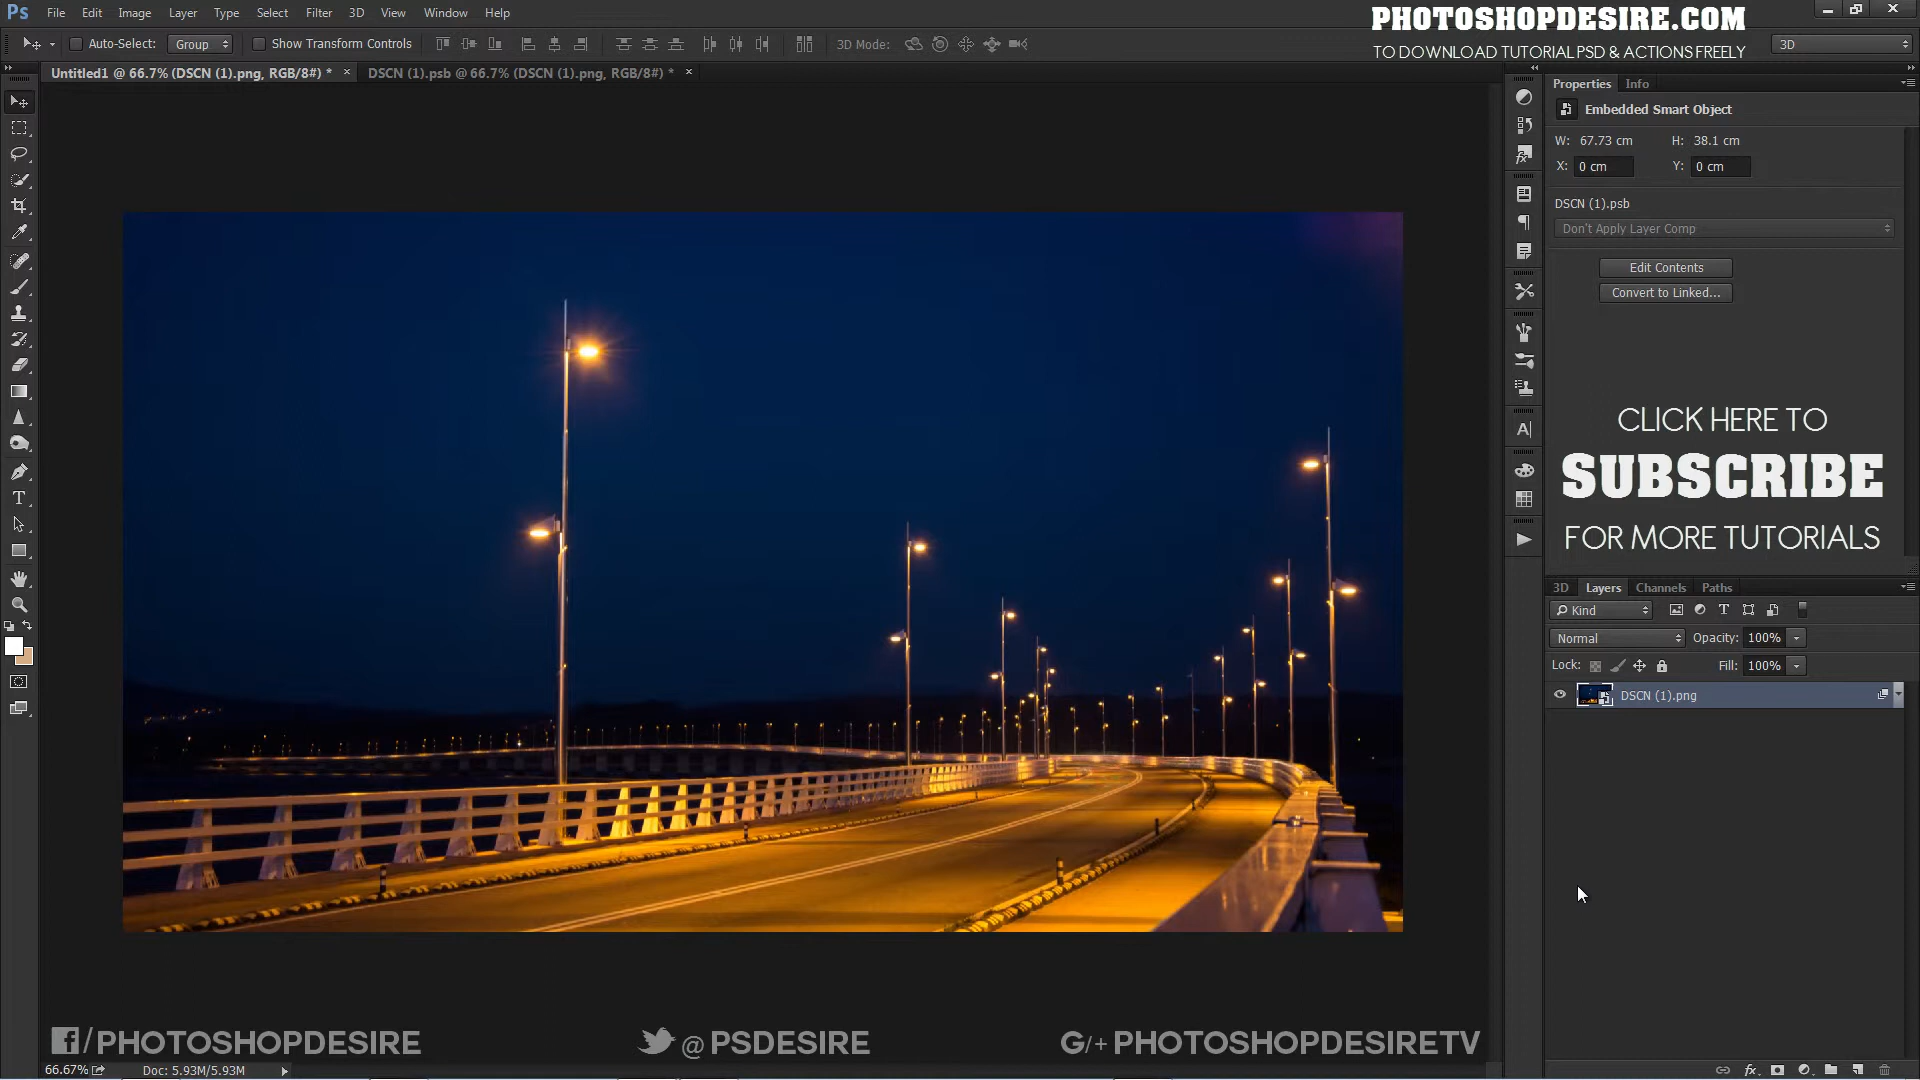 Ps File Edit Image Layer Type Select Filter 3D View Window Help
PHOTOSHOPDESIRE.COM
TO DOWNLOAD TUTORIAL PSD & ACTIONS FREELY
Auto-Select: Group Show Transform Controls 3D Mode: 3D
Untitled1 @ 66.7% (DSCN (1).png, RGB/8#) * × DSCN (1).psb @ 66.7% (DSCN (1).png, RGB/8#) * ×
Properties Info
Embedded Smart Object
W: 67.73 cm H: 38.1 cm
X: 0 cm Y: 0 cm
DSCN (1).psb
Don't Apply Layer Comp
Edit Contents
Convert to Linked...
CLICK HERE TO
SUBSCRIBE
FOR MORE TUTORIALS
3D Layers Channels Paths
Kind
Normal Opacity: 100%
Lock: Fill: 100%
DSCN (1).png
f/PHOTOSHOPDESIRE @ PSDESIRE G/+ PHOTOSHOPDESIRETV
66.67% Doc: 5.93M/5.93M